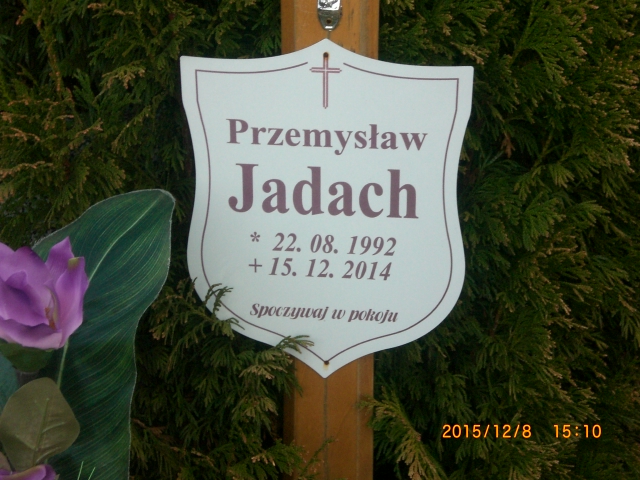 Przemysław
Jadach
* 22. 08. 1992
+ 15. 12. 2014
Spoczywaj w pokoju
2015/12/8 15:10